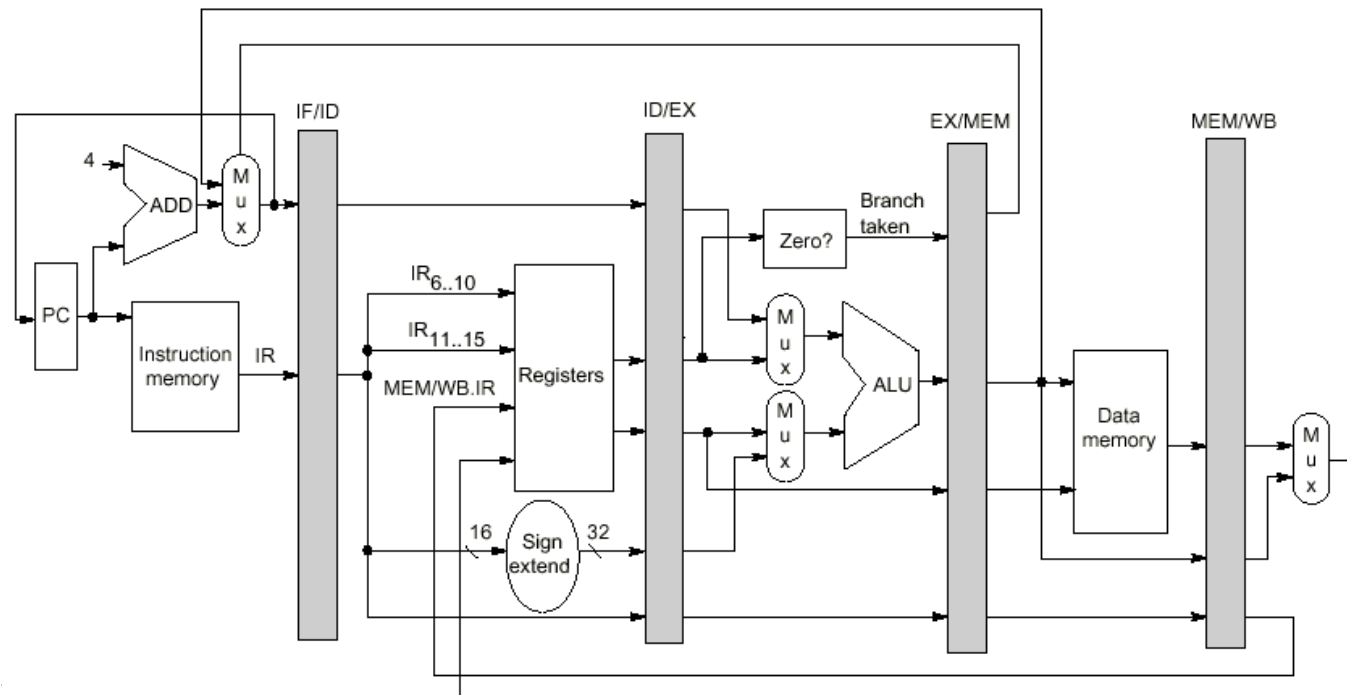 IF/ID
ID/EX
EX/MEM
MEM/WB
4
ADD
M
u
x
Branch
taken
Zero?
IR6..10
PC
Instruction
memory
IR
IR11..15
Registers
MEM/WB.IR
M
u
x
ALU
M
u
x
Data
memory
M
u
x
16
Sign
extend
32